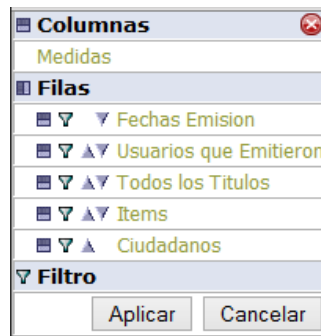 Columnas
Medidas
Filas
Fechas Emision
Usuarios que Emitieron
Todos los Titulos
Items
Ciudadanos
Filtro
Aplicar Cancelar